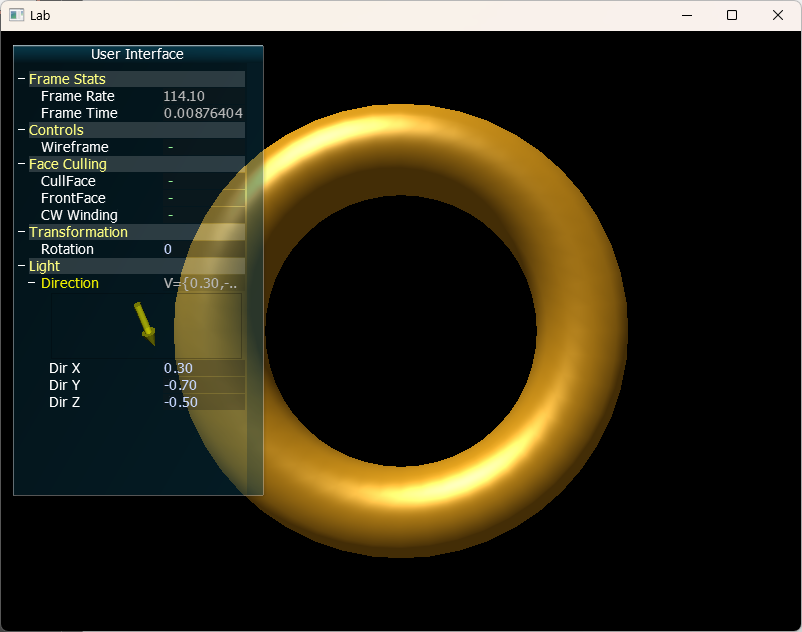 Lab
User Interface
Frame Stats
Frame Rate 114.10
Frame Time 0.00876404
Controls
Wireframe -
Face Culling
CullFace -
FrontFace -
CW Winding -
Transformation
Rotation 0
Light
Direction V={0.30,-..
Dir X 0.30
Dir Y -0.70
Dir Z -0.50